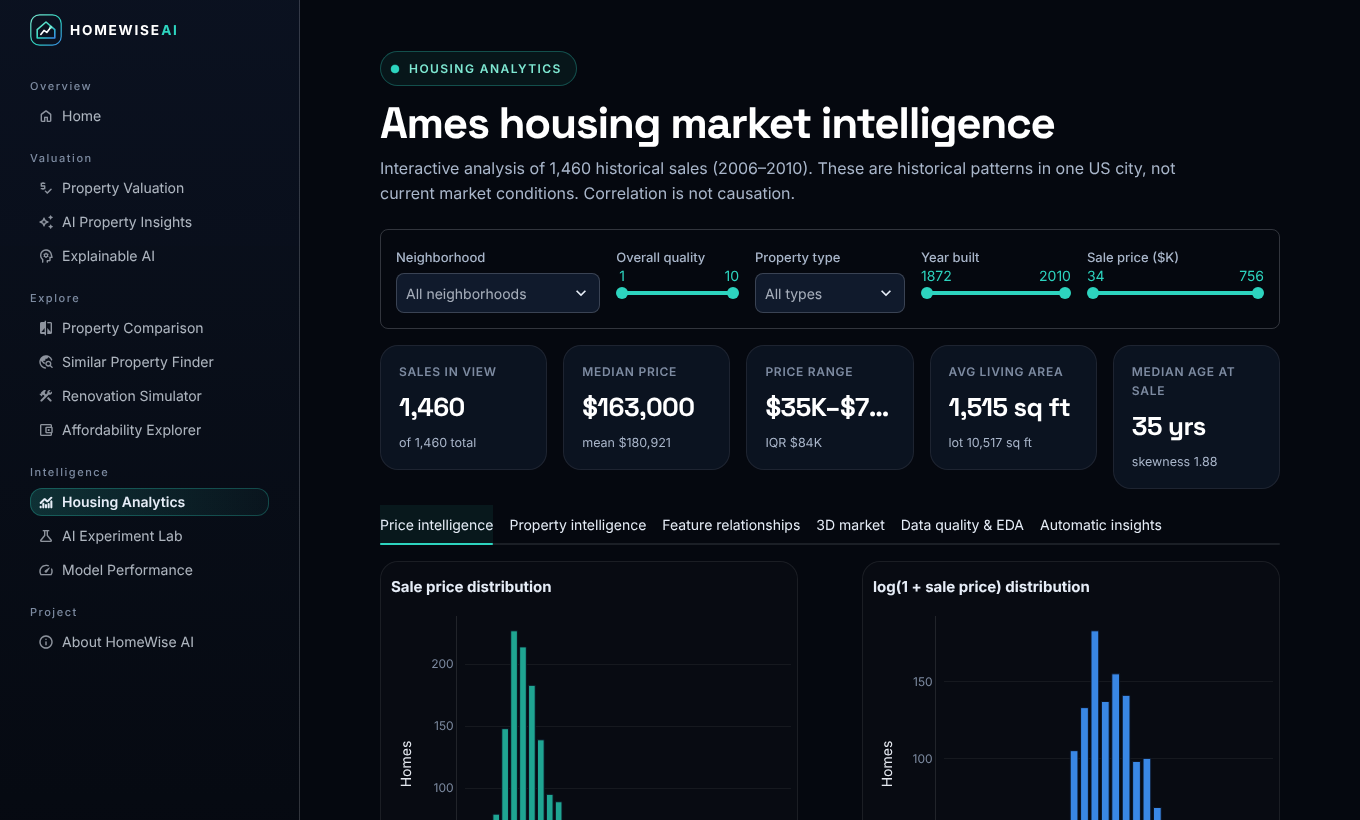 HOMEWISEAI
Overview
Home
Valuation
Property Valuation
AI Property Insights
Explainable AI
Explore
Property Comparison
Similar Property Finder
Renovation Simulator
Affordability Explorer
Intelligence
Housing Analytics
AI Experiment Lab
Model Performance
Project
About HomeWise AI
HOUSING ANALYTICS
Ames housing market intelligence
Interactive analysis of 1,460 historical sales (2006–2010). These are historical patterns in one US city, not
current market conditions. Correlation is not causation.
Neighborhood
All neighborhoods
Overall quality
1 10
Property type
All types
Year built
1872 2010
Sale price ($K)
34 756
SALES IN VIEW
1,460
of 1,460 total
MEDIAN PRICE
$163,000
mean $180,921
PRICE RANGE
$35K–$7...
IQR $84K
AVG LIVING AREA
1,515 sq ft
lot 10,517 sq ft
MEDIAN AGE AT
SALE
35 yrs
skewness 1.88
Price intelligence Property intelligence Feature relationships 3D market Data quality & EDA Automatic insights
Sale price distribution
200
150
100
Homes
log(1 + sale price) distribution
150
100
Homes